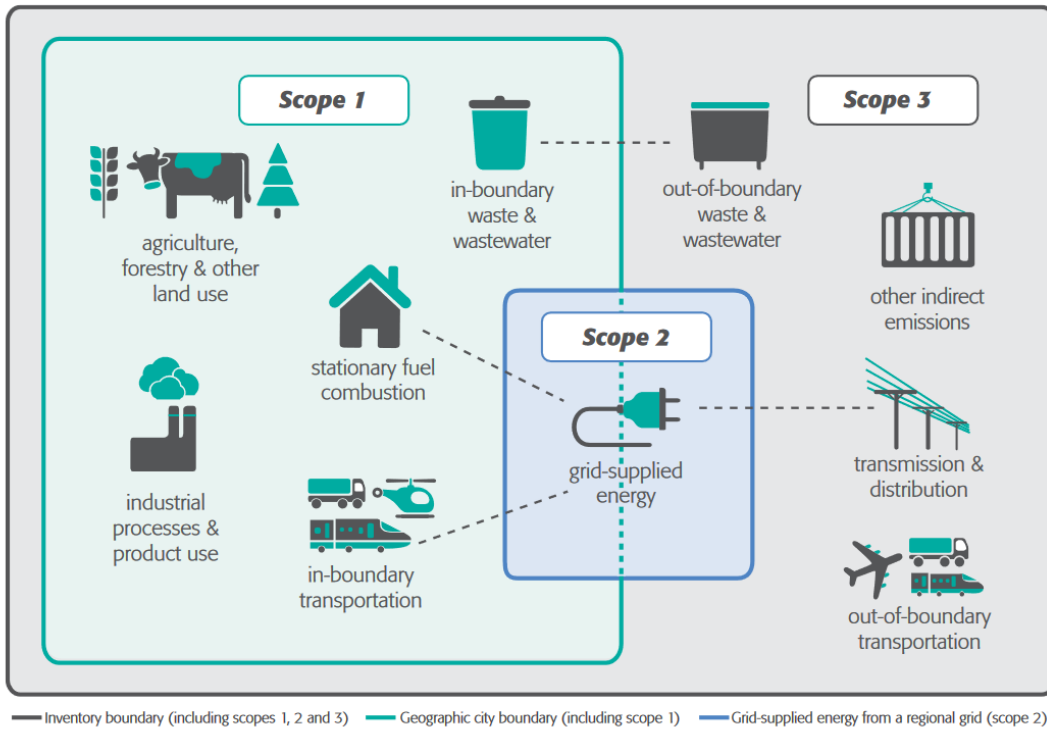 Scope 1
Scope 3
in-boundary
waste &
wastewater
out-of-boundary
waste &
wastewater
agriculture,
forestry & other
land use
other indirect
emissions
Scope 2
stationary fuel
combustion
grid-supplied
energy
transmission &
distribution
industrial
processes &
product use
in-boundary
transportation
out-of-boundary
transportation
Inventory boundary (including scopes 1, 2 and 3)
Geographic city boundary (including scope 1)
Grid-supplied energy from a regional grid (scope 2)